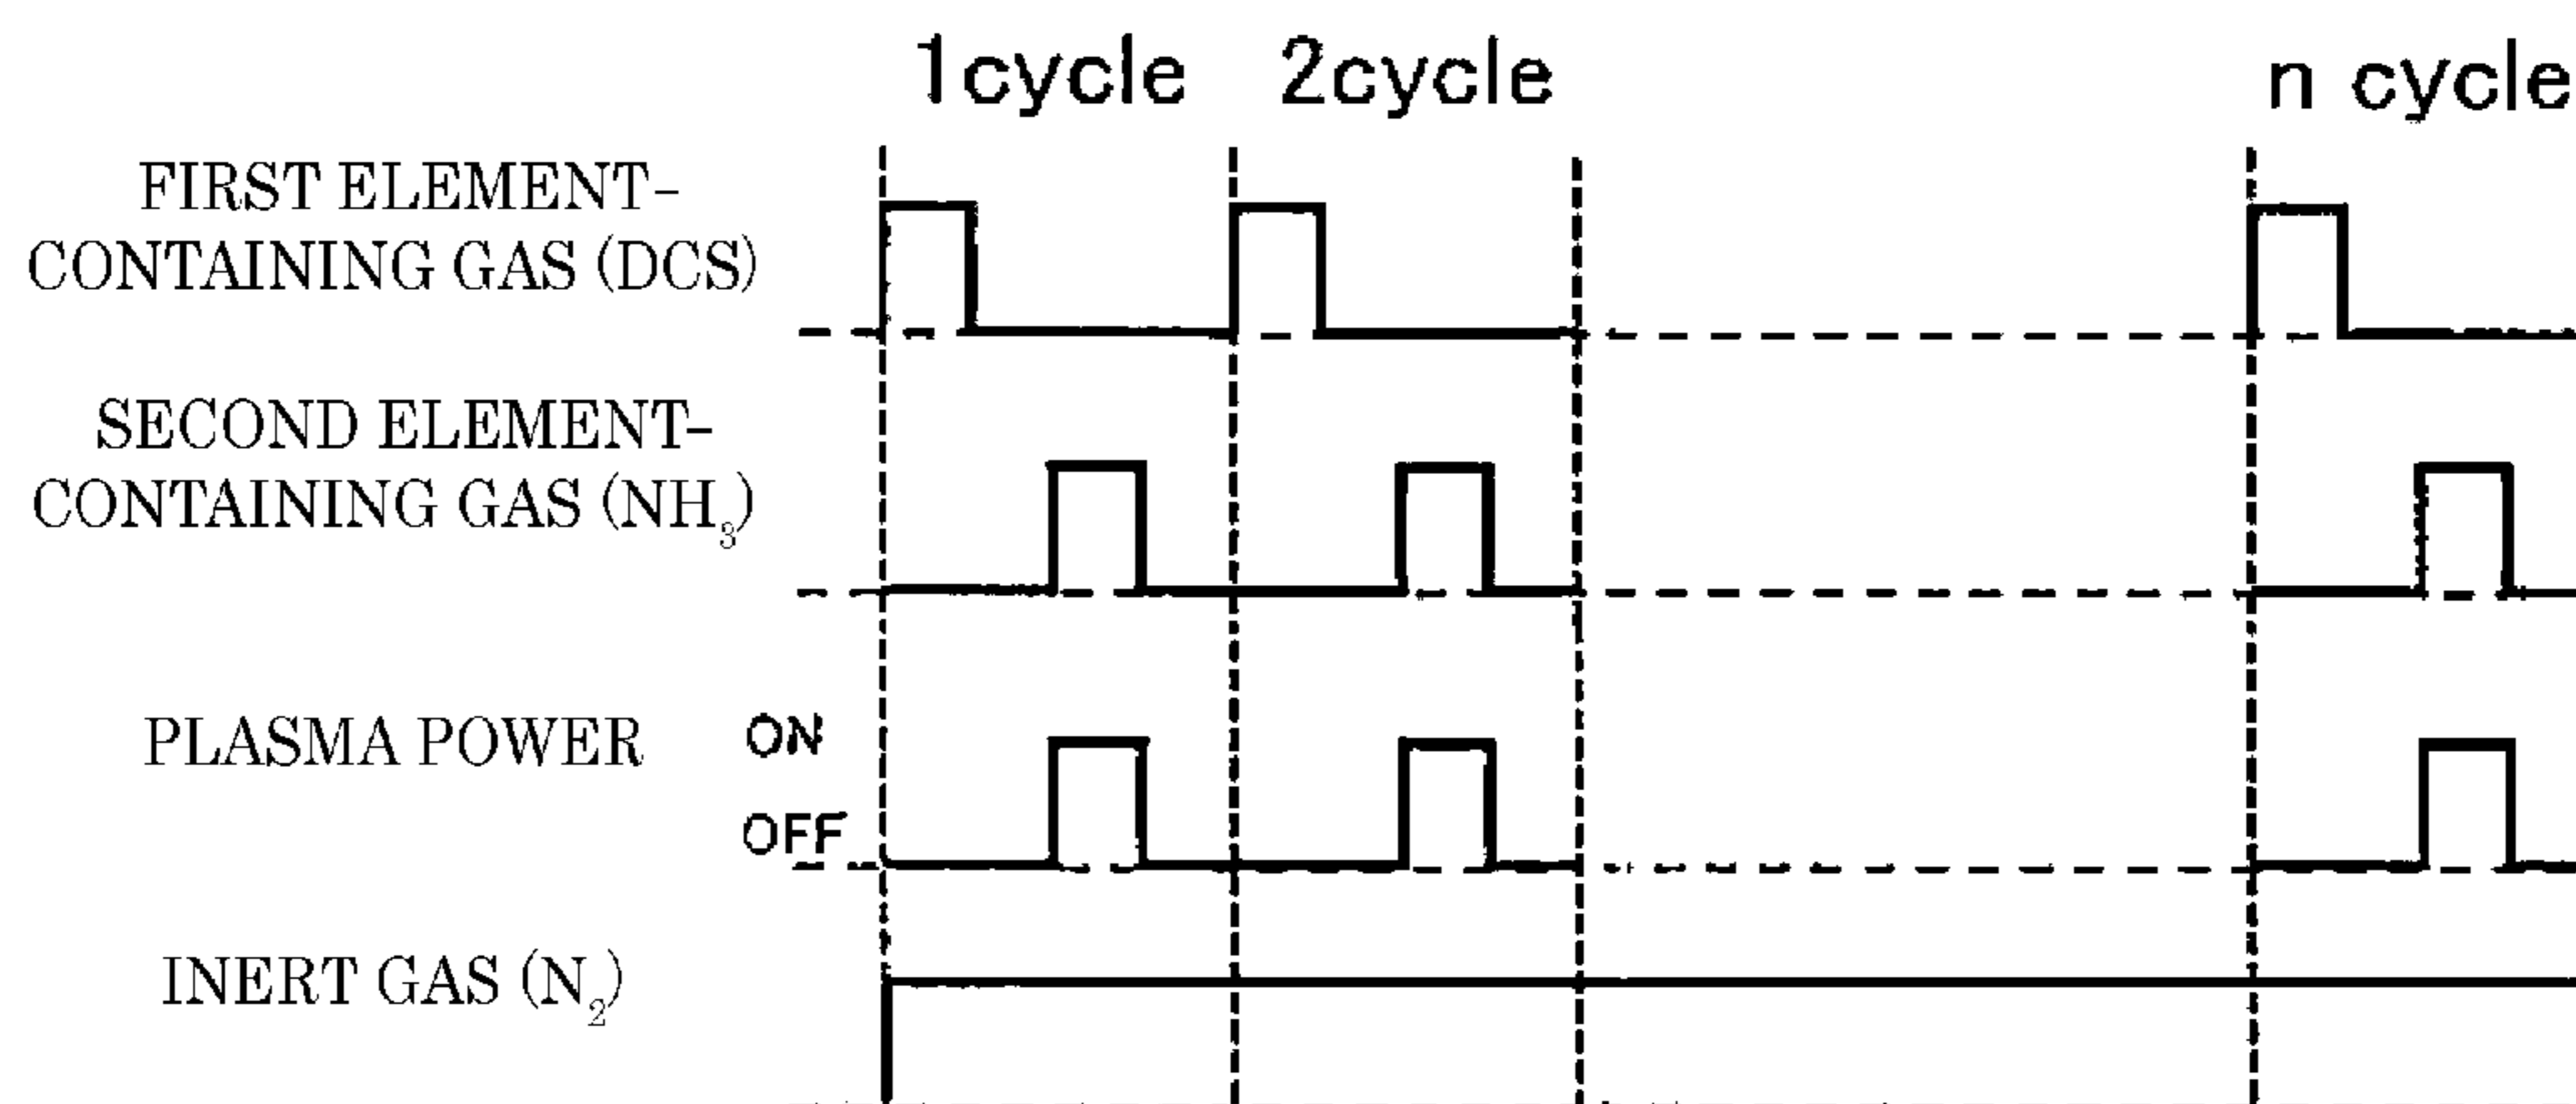 1cycle 2cycle n cycle
FIRST ELEMENT-
CONTAINING GAS (DCS)
SECOND ELEMENT-
CONTAINING GAS (NH₃)
PLASMA POWER ON
OFF
INERT GAS (N₂)